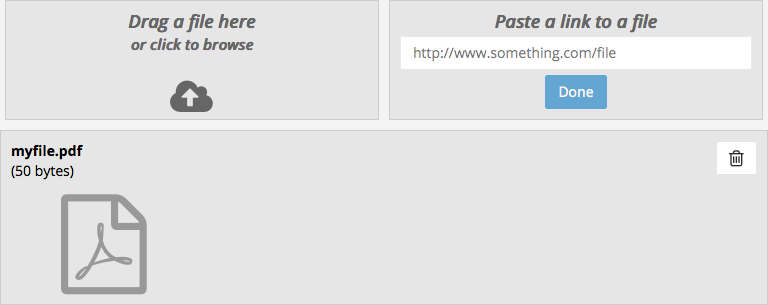 Drag a file here
or click to browse
Paste a link to a file
http://www.something.com/file
Done
myfile.pdf
(50 bytes)